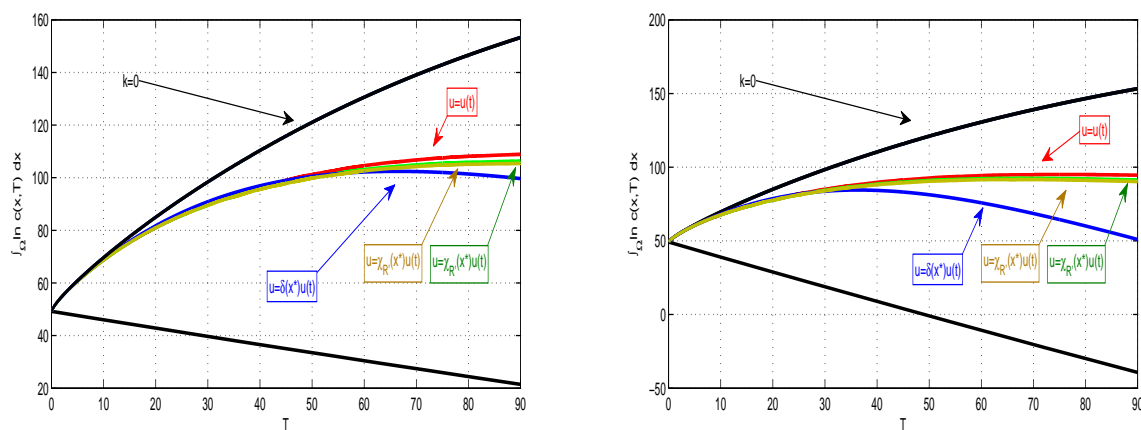 160
140
120
100
80
60
40
20
0 10 20 30 40 50 60 70 80 90
T
∫Ω ln c(x,T) dx
k=0
u=u(t)
u=δ(x*)u(t)
u=χR'(x*)u(t)
u=χR'(x*)u(t)
200
150
100
50
0
−50
0 10 20 30 40 50 60 70 80 90
T
∫Ω ln c(x,T) dx
k=0
u=u(t)
u=δ(x*)u(t)
u=χR'(x*)u(t)
u=χR'(x*)u(t)